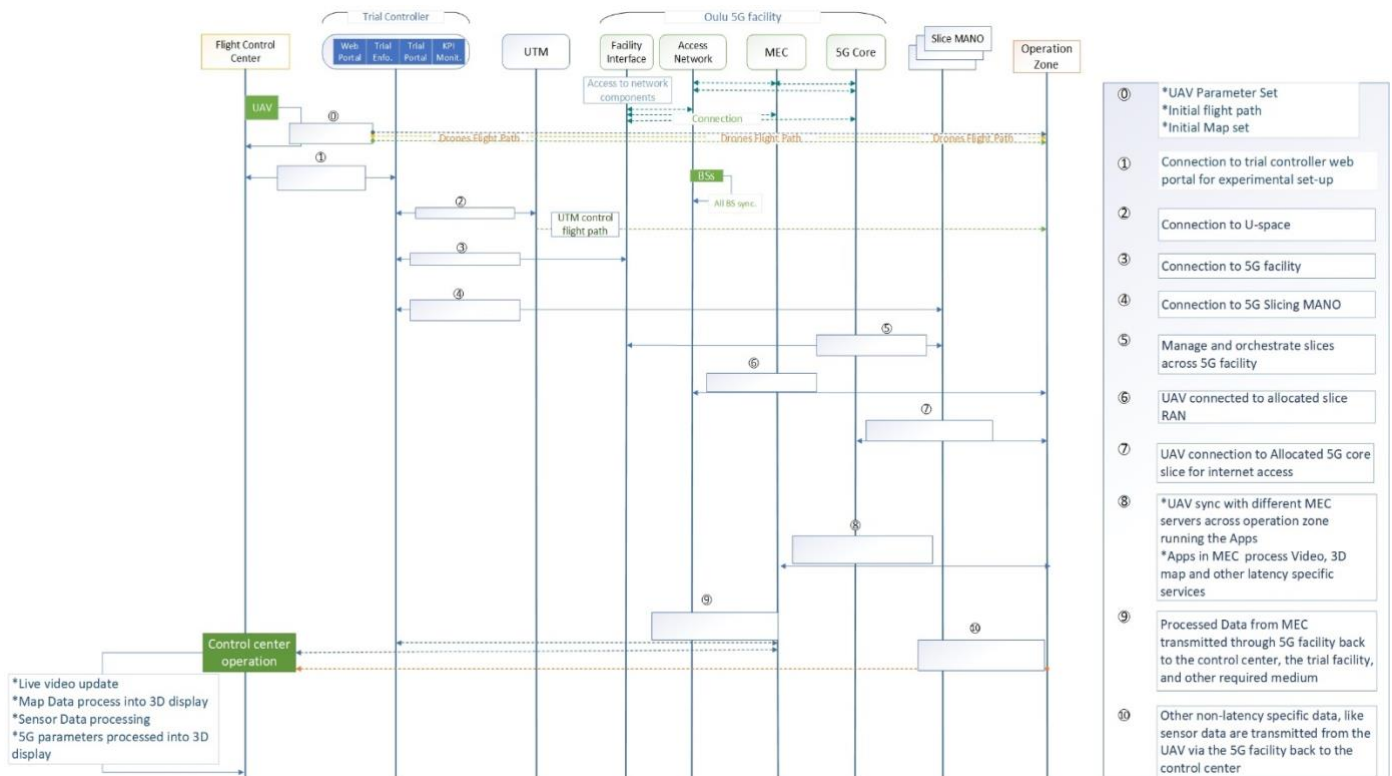 Trial Controller
Oulu 5G facility
Flight Control
Center
Web
Portal
Trial
Enfo.
Trial
Portal
KPI
Monit.
UTM
Facility
Interface
Access
Network
MEC
5G Core
Slice MANO
Operation
Zone
Access to network
components
Connection
UAV
⓪
Drones Flight Path
Drones Flight Path
Drones Flight Path
①
BSs
All BS sync.
②
UTM control
flight path
③
④
⑤
⑥
⑦
⑧
⑨
⑩
Control center
operation
*Live video update
*Map Data process into 3D display
*Sensor Data processing
*5G parameters processed into 3D
display
⓪
*UAV Parameter Set
*Initial flight path
*Initial Map set
①
Connection to trial controller web
portal for experimental set-up
②
Connection to U-space
③
Connection to 5G facility
④
Connection to 5G Slicing MANO
⑤
Manage and orchestrate slices
across 5G facility
⑥
UAV connected to allocated slice
RAN
⑦
UAV connection to Allocated 5G core
slice for internet access
⑧
*UAV sync with different MEC
servers across operation zone
running the Apps
*Apps in MEC process Video, 3D
map and other latency specific
services
⑨
Processed Data from MEC
transmitted through 5G facility back
to the control center, the trial facility,
and other required medium
⑩
Other non-latency specific data, like
sensor data are transmitted from the
UAV via the 5G facility back to the
control center